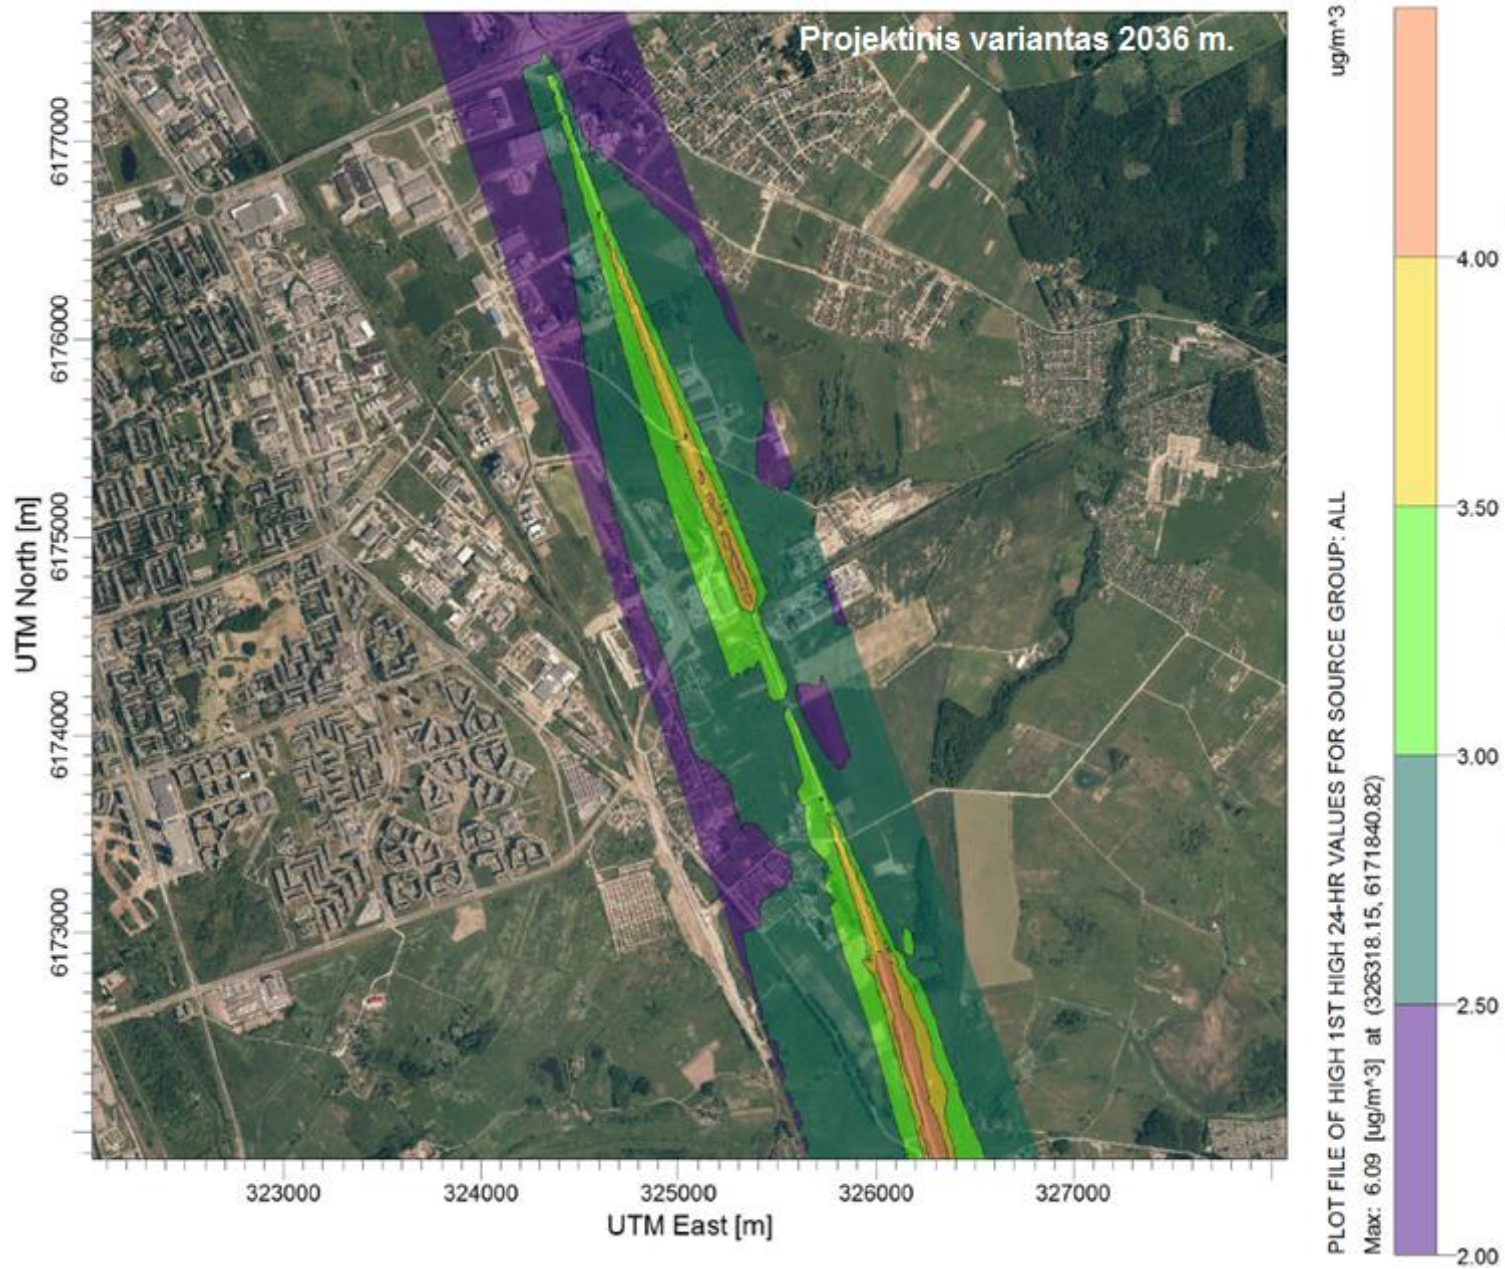 Projektinis variantas 2036 m.
ug/m^3
4.00
3.50
3.00
2.50
2.00
PLOT FILE OF HIGH 1ST HIGH 24-HR VALUES FOR SOURCE GROUP: ALL
Max: 6.09 [ug/m^3] at (326318.15, 6171840.82)
UTM North [m]
6177000
6176000
6175000
6174000
6173000
323000
324000
325000
326000
327000
UTM East [m]